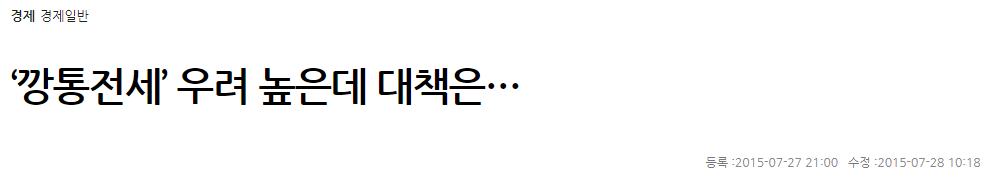 경제 경제일반
‘깡통전세’ 우려 높은데 대책은…
등록 :2015-07-27 21:00 수정 :2015-07-28 10:18